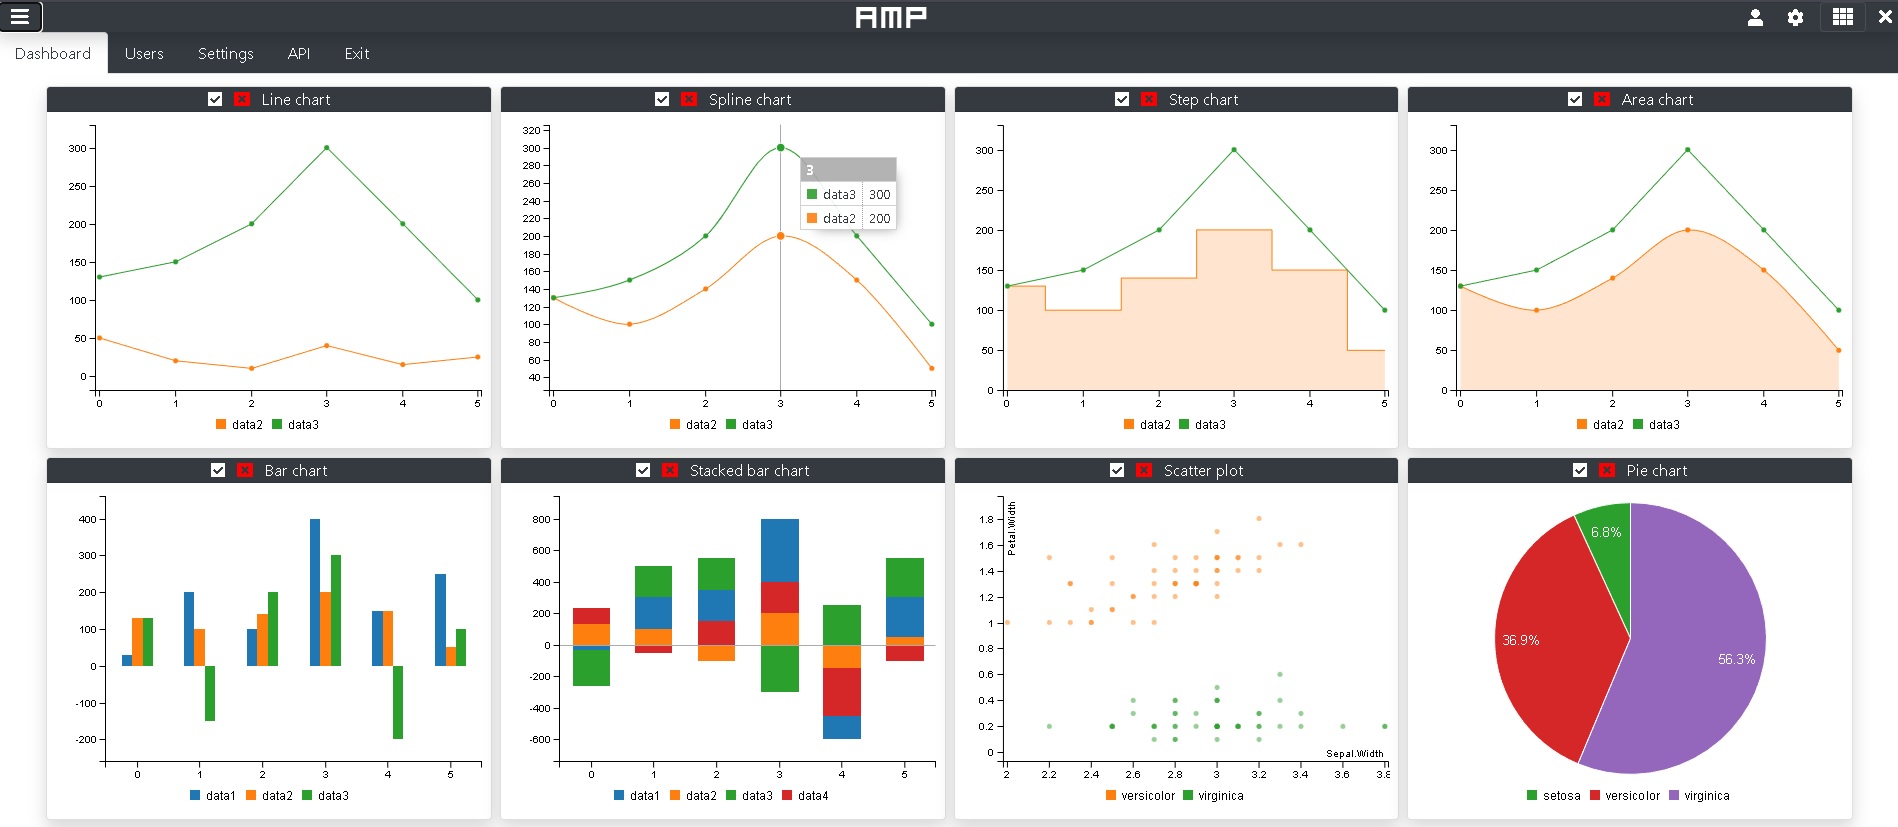 AMP
Dashboard Users Settings API Exit
Line chart
300
250
200
150
100
50
0
0 1 2 3 4 5
data2 data3
Spline chart
320
300
280
260
240
220
200
180
160
140
120
100
80
60
40
0 1 2 3 4 5
3
data3 300
data2 200
data2 data3
Step chart
300
250
200
150
100
50
0
0 1 2 3 4 5
data2 data3
Area chart
300
250
200
150
100
50
0
0 1 2 3 4 5
data2 data3
Bar chart
400
300
200
100
0
-100
-200
0 1 2 3 4 5
data1 data2 data3
Stacked bar chart
800
600
400
200
0
-200
-400
-600
0 1 2 3 4 5
data1 data2 data3 data4
Scatter plot
Petal.Width
1.8
1.6
1.4
1.2
1
0.8
0.6
0.4
0.2
0
Sepal.Width
2 2.2 2.4 2.6 2.8 3 3.2 3.4 3.6 3.8
versicolor virginica
Pie chart
6.8%
36.9%
56.3%
setosa versicolor virginica